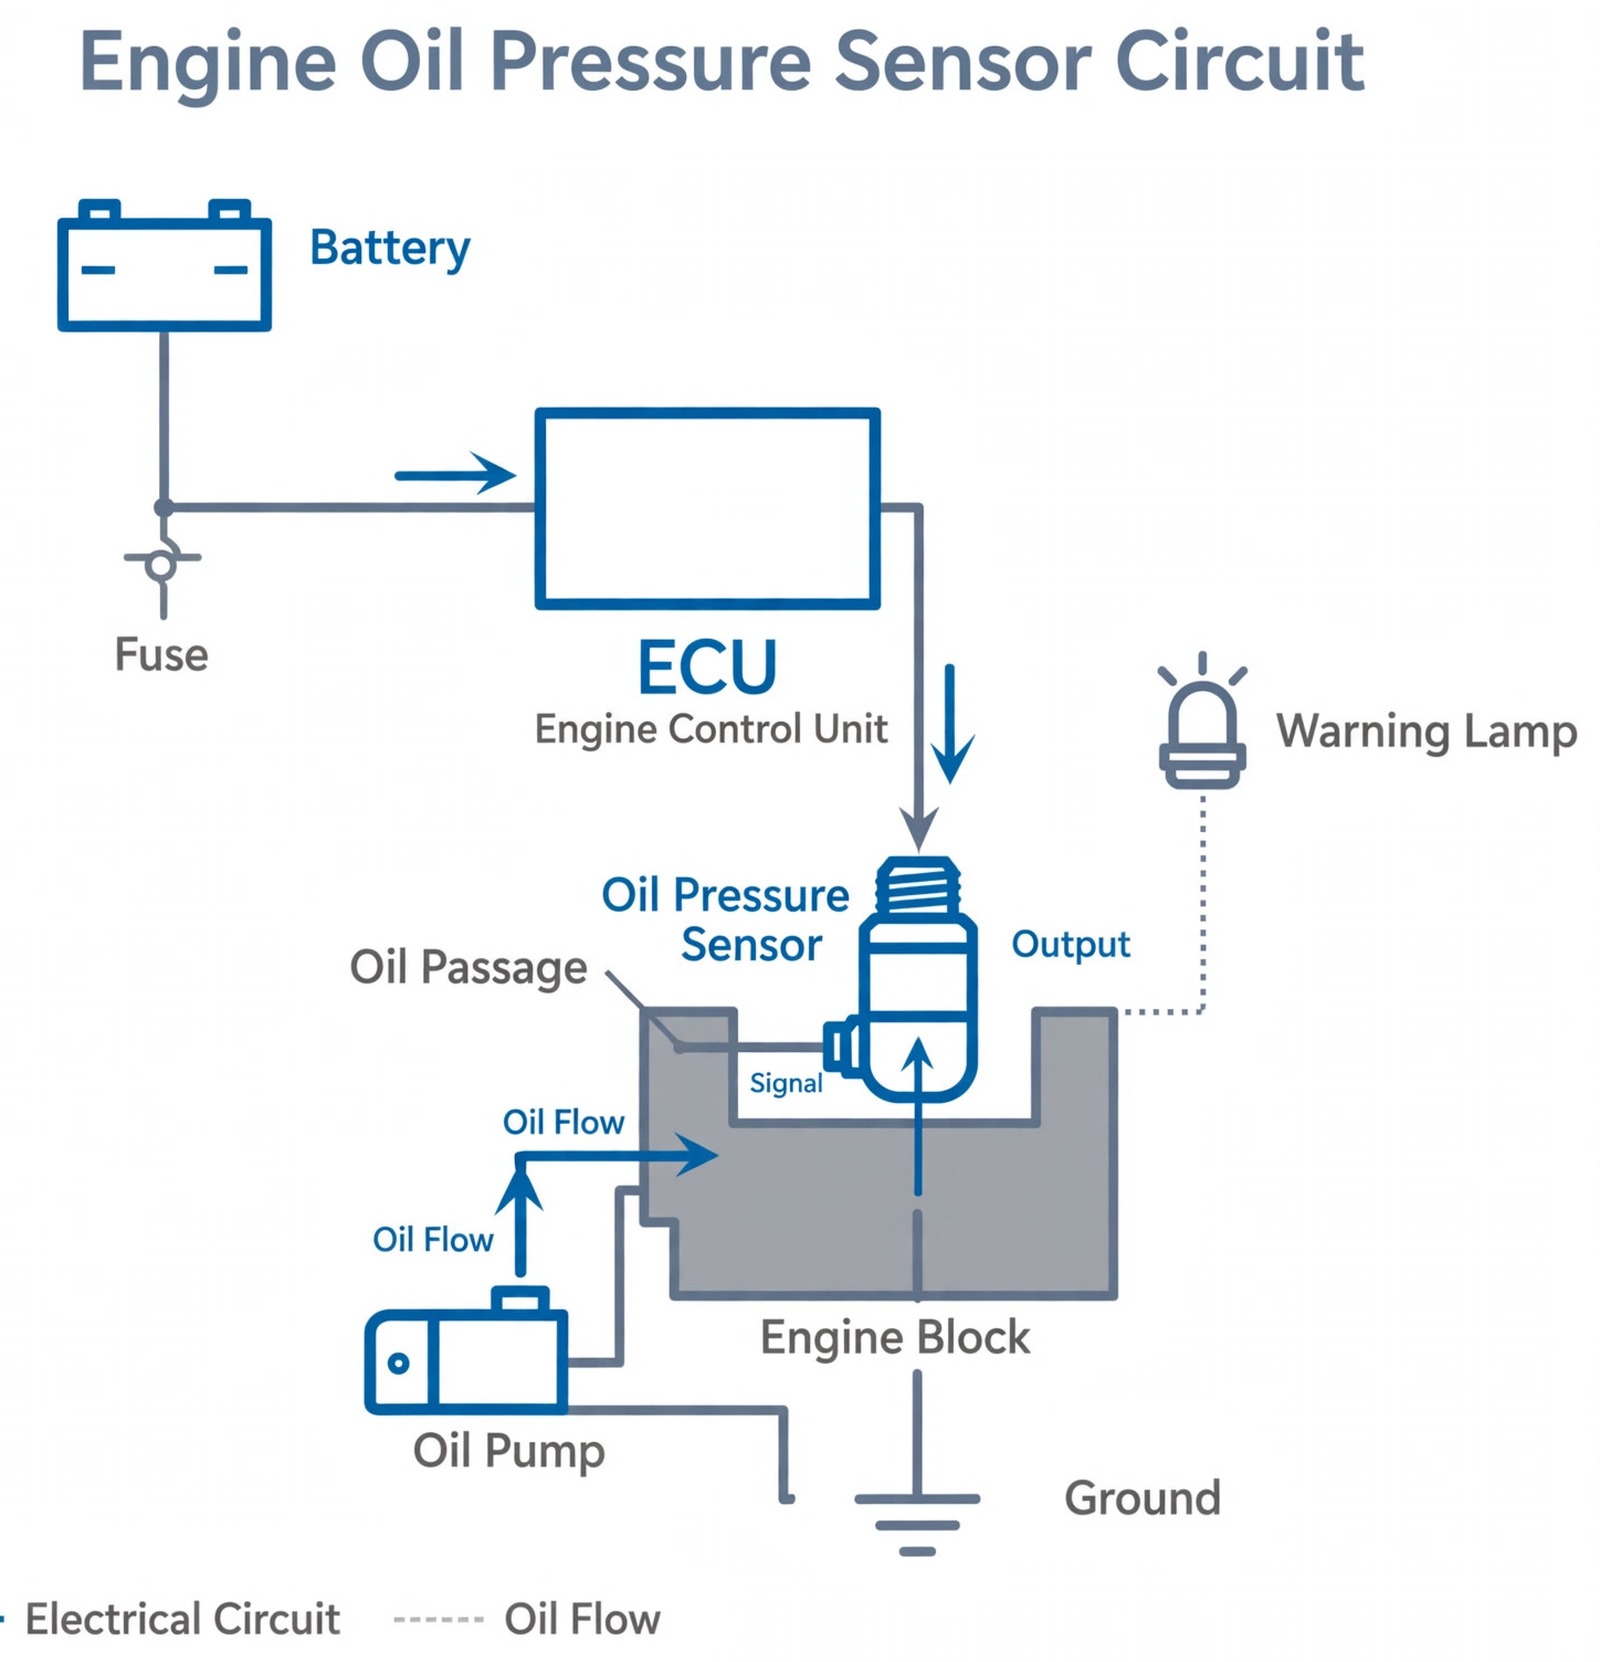 Engine Oil Pressure Sensor Circuit
Battery
Fuse
ECU
Engine Control Unit
Warning Lamp
Oil Pressure
Sensor
Output
Oil Passage
Signal
Oil Flow
Oil Flow
Engine Block
Oil Pump
Ground
Electrical Circuit
Oil Flow